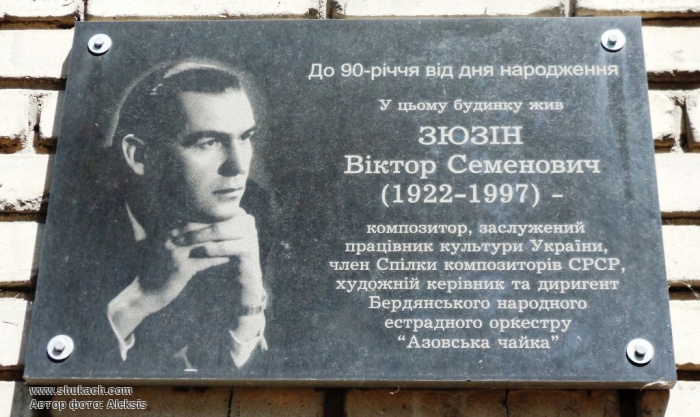 До 90-річчя від дня народження
У цьому будинку жив
ЗЮЗІН
Віктор Семенович
(1922-1997) -
композитор, заслужений
працівник культури України,
член Спілки композиторів СРСР,
художній керівник та диригент
Бердянського народного
естрадного оркестру
“Азовська чайка”
www.shukach.com
Автор фото: Aleksis